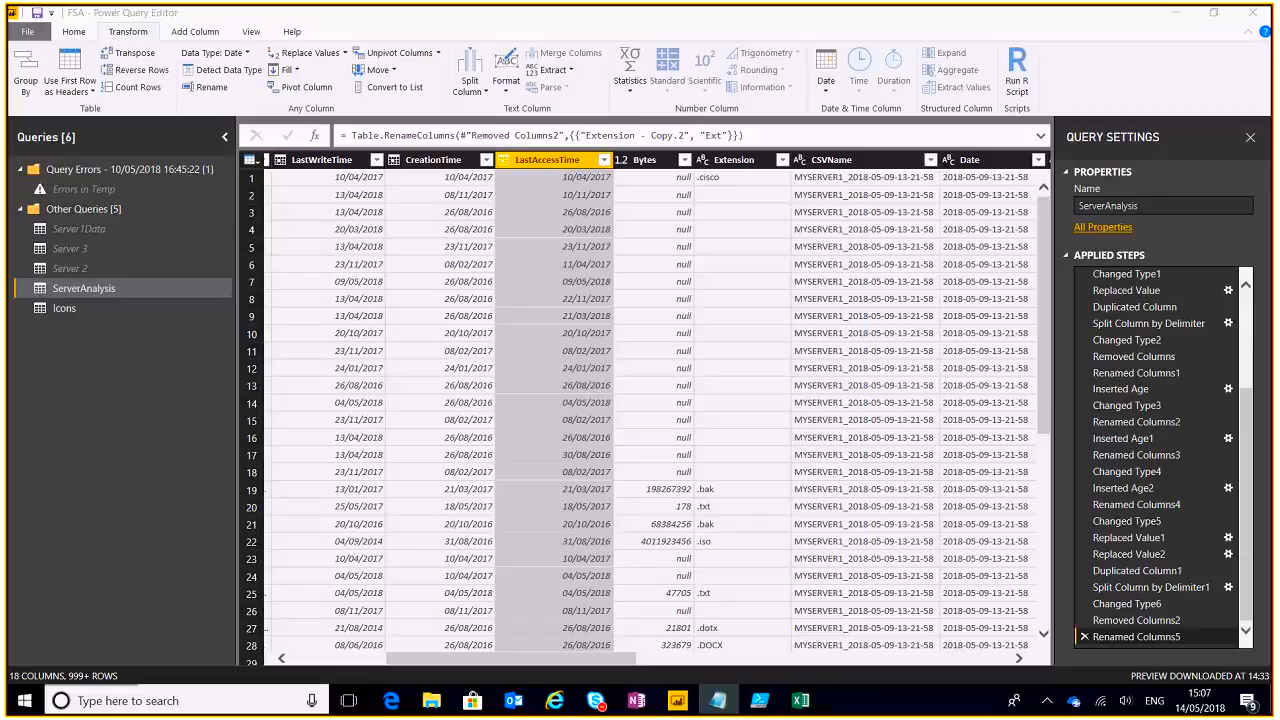 FSA - Power Query Editor
File Home Transform Add Column View Help
Group By
Use First Row as Headers
Transpose
Reverse Rows
Count Rows
Table
Data Type: Date
Detect Data Type
Rename
Replace Values
Fill
Pivot Column
Unpivot Columns
Move
Convert to List
Any Column
Split Column
Format
Merge Columns
Extract
Parse
Text Column
Statistics
Standard
Scientific
Trigonometry
Rounding
Information
Number Column
Date
Time
Duration
Date & Time Column
Expand
Aggregate
Extract Values
Structured Column
Run R Script
Scripts
Queries [6]
Query Errors - 10/05/2018 16:45:22 [1]
Errors in Temp
Other Queries [5]
Server1Data
Server 3
Server 2
ServerAnalysis
Icons
= Table.RenameColumns(#"Removed Columns2",{{"Extension - Copy.2", "Ext"}})
LastWriteTime CreationTime LastAccessTime 1.2 Bytes Extension CSVName Date
1 10/04/2017 10/04/2017 10/04/2017 null .cisco MYSERVER1_2018-05-09-13-21-58 2018-05-09-13-21-58
2 13/04/2018 08/11/2017 10/11/2017 null MYSERVER1_2018-05-09-13-21-58 2018-05-09-13-21-58
3 13/04/2018 26/08/2016 26/08/2016 null MYSERVER1_2018-05-09-13-21-58 2018-05-09-13-21-58
4 20/03/2018 26/08/2016 20/03/2018 null MYSERVER1_2018-05-09-13-21-58 2018-05-09-13-21-58
5 13/04/2018 23/11/2017 23/11/2017 null MYSERVER1_2018-05-09-13-21-58 2018-05-09-13-21-58
6 23/11/2017 08/02/2017 11/04/2017 null MYSERVER1_2018-05-09-13-21-58 2018-05-09-13-21-58
7 09/05/2018 26/08/2016 09/05/2018 null MYSERVER1_2018-05-09-13-21-58 2018-05-09-13-21-58
8 13/04/2018 26/08/2016 22/11/2017 null MYSERVER1_2018-05-09-13-21-58 2018-05-09-13-21-58
9 13/04/2018 26/08/2016 21/03/2018 null MYSERVER1_2018-05-09-13-21-58 2018-05-09-13-21-58
10 20/10/2017 20/10/2017 20/10/2017 null MYSERVER1_2018-05-09-13-21-58 2018-05-09-13-21-58
11 23/11/2017 08/02/2017 08/02/2017 null MYSERVER1_2018-05-09-13-21-58 2018-05-09-13-21-58
12 24/01/2017 24/01/2017 24/01/2017 null MYSERVER1_2018-05-09-13-21-58 2018-05-09-13-21-58
13 26/08/2016 26/08/2016 26/08/2016 null MYSERVER1_2018-05-09-13-21-58 2018-05-09-13-21-58
14 04/05/2018 26/08/2016 04/05/2018 null MYSERVER1_2018-05-09-13-21-58 2018-05-09-13-21-58
15 23/11/2017 08/02/2017 08/02/2017 null MYSERVER1_2018-05-09-13-21-58 2018-05-09-13-21-58
16 13/04/2018 26/08/2016 26/08/2016 null MYSERVER1_2018-05-09-13-21-58 2018-05-09-13-21-58
17 13/04/2018 26/08/2016 30/08/2016 null MYSERVER1_2018-05-09-13-21-58 2018-05-09-13-21-58
18 23/11/2017 08/02/2017 08/02/2017 null MYSERVER1_2018-05-09-13-21-58 2018-05-09-13-21-58
19 13/01/2017 21/03/2017 21/03/2017 198267392 .bak MYSERVER1_2018-05-09-13-21-58 2018-05-09-13-21-58
20 25/05/2017 18/05/2017 18/05/2017 178 .txt MYSERVER1_2018-05-09-13-21-58 2018-05-09-13-21-58
21 20/10/2016 20/10/2016 20/10/2016 68384256 .bak MYSERVER1_2018-05-09-13-21-58 2018-05-09-13-21-58
22 04/09/2014 31/08/2016 31/08/2016 4011923456 .iso MYSERVER1_2018-05-09-13-21-58 2018-05-09-13-21-58
23 10/04/2017 10/04/2017 10/04/2017 null MYSERVER1_2018-05-09-13-21-58 2018-05-09-13-21-58
24 04/05/2018 10/04/2017 04/05/2018 null MYSERVER1_2018-05-09-13-21-58 2018-05-09-13-21-58
25 04/05/2018 04/05/2018 04/05/2018 47705 .txt MYSERVER1_2018-05-09-13-21-58 2018-05-09-13-21-58
26 08/11/2017 08/11/2017 08/11/2017 null MYSERVER1_2018-05-09-13-21-58 2018-05-09-13-21-58
27 21/08/2014 26/08/2016 26/08/2016 21801 .dotx MYSERVER1_2018-05-09-13-21-58 2018-05-09-13-21-58
28 08/06/2016 26/08/2016 26/08/2016 323679 .DOCX MYSERVER1_2018-05-09-13-21-58 2018-05-09-13-21-58
29
QUERY SETTINGS
PROPERTIES
Name
ServerAnalysis
All Properties
APPLIED STEPS
Changed Type1
Replaced Value
Duplicated Column
Split Column by Delimiter
Changed Type2
Removed Columns
Renamed Columns1
Inserted Age
Changed Type3
Renamed Columns2
Inserted Age1
Renamed Columns3
Changed Type4
Inserted Age2
Renamed Columns4
Changed Type5
Replaced Value1
Replaced Value2
Duplicated Column1
Split Column by Delimiter1
Changed Type6
Removed Columns2
Renamed Columns5
18 COLUMNS, 999+ ROWS
PREVIEW DOWNLOADED AT 14:33
Type here to search
ENG
15:07
14/05/2018
9